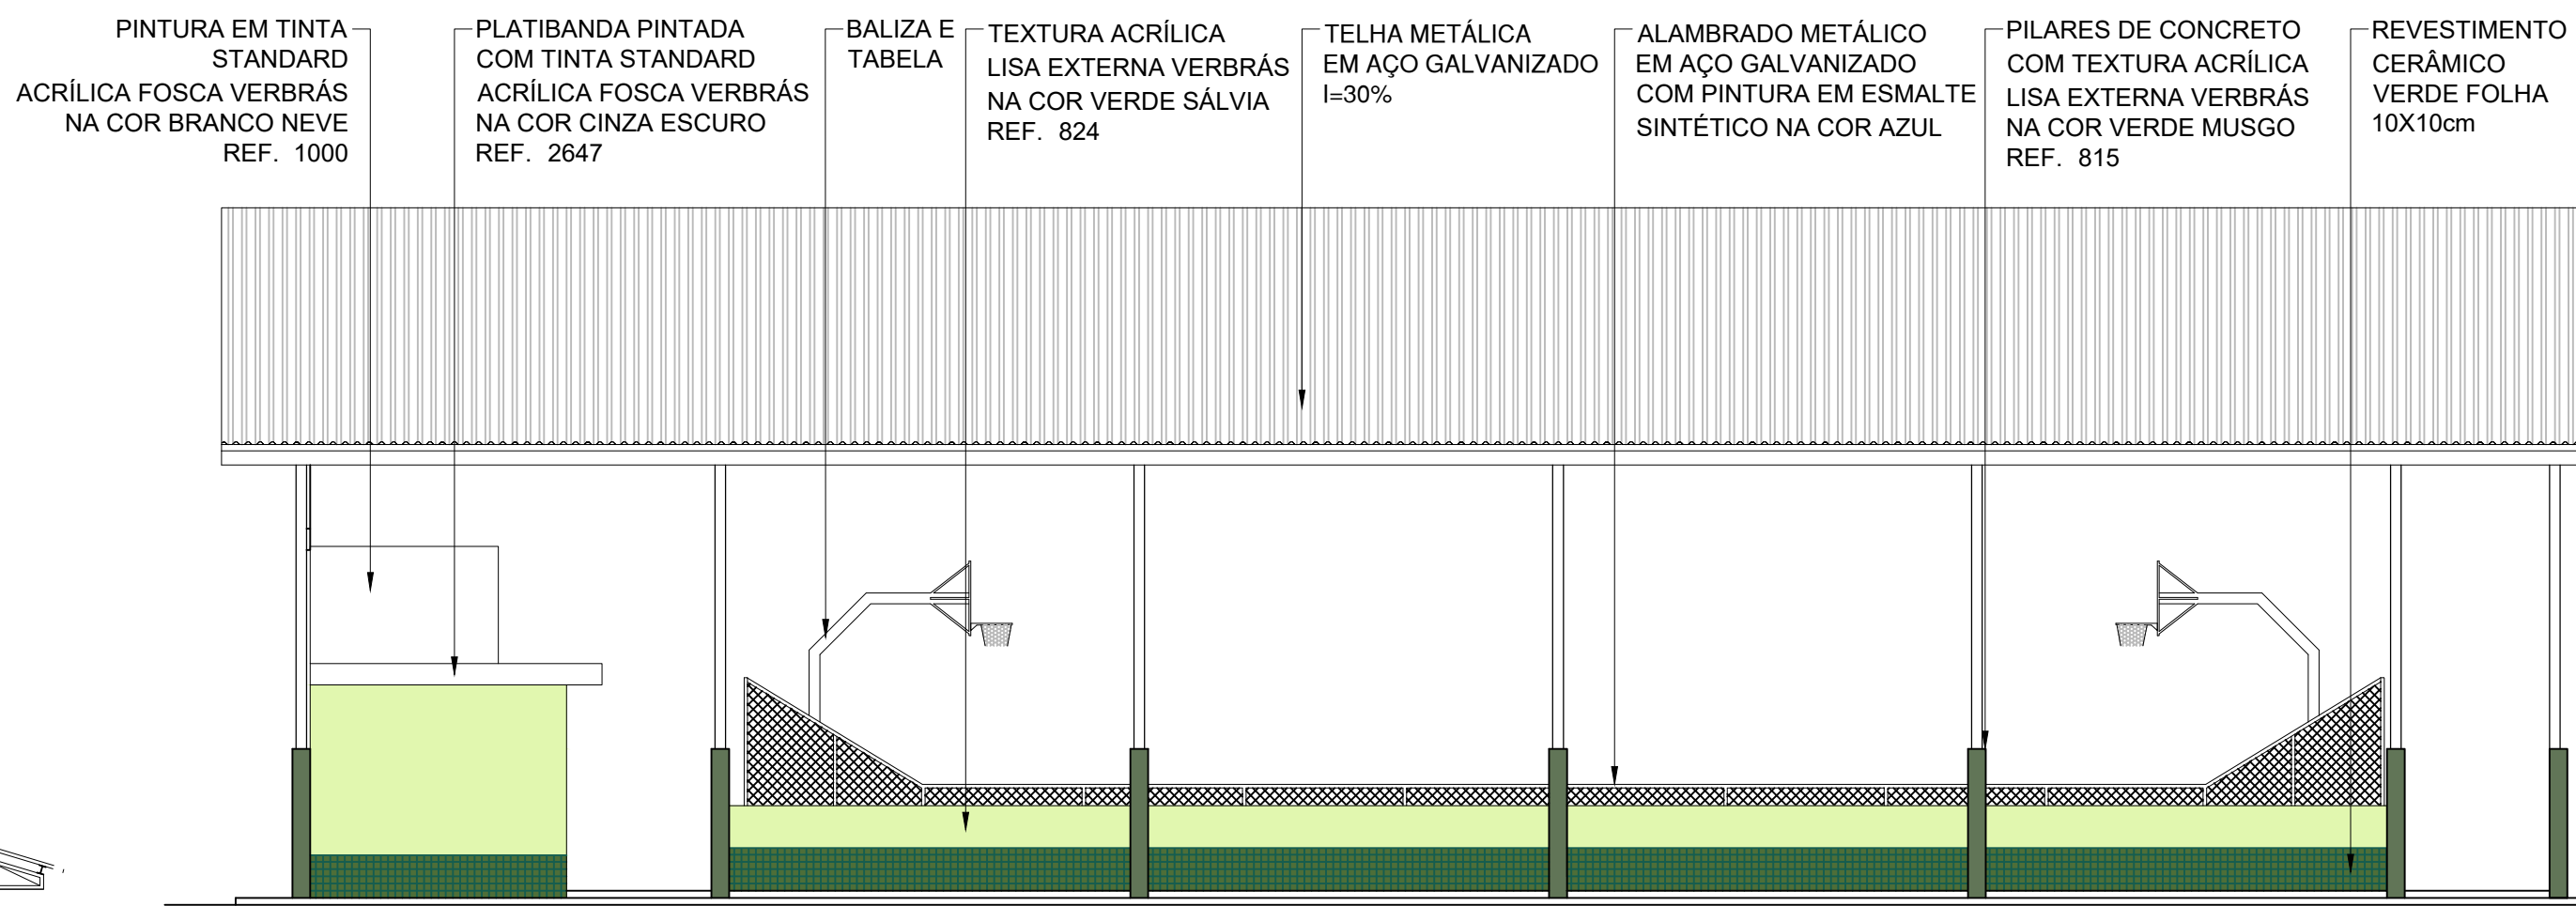 PINTURA EM TINTA
STANDARD
ACRÍLICA FOSCA VERBRÁS
NA COR BRANCO NEVE
REF. 1000
PLATIBANDA PINTADA
COM TINTA STANDARD
ACRÍLICA FOSCA VERBRÁS
NA COR CINZA ESCURO
REF. 2647
BALIZA E
TABELA
TEXTURA ACRÍLICA
LISA EXTERNA VERBRÁS
NA COR VERDE SÁLVIA
REF. 824
TELHA METÁLICA
EM AÇO GALVANIZADO
I=30%
ALAMBRADO METÁLICO
EM AÇO GALVANIZADO
COM PINTURA EM ESMALTE
SINTÉTICO NA COR AZUL
PILARES DE CONCRETO
COM TEXTURA ACRÍLICA
LISA EXTERNA VERBRÁS
NA COR VERDE MUSGO
REF. 815
REVESTIMENTO
CERÂMICO
VERDE FOLHA
10X10cm